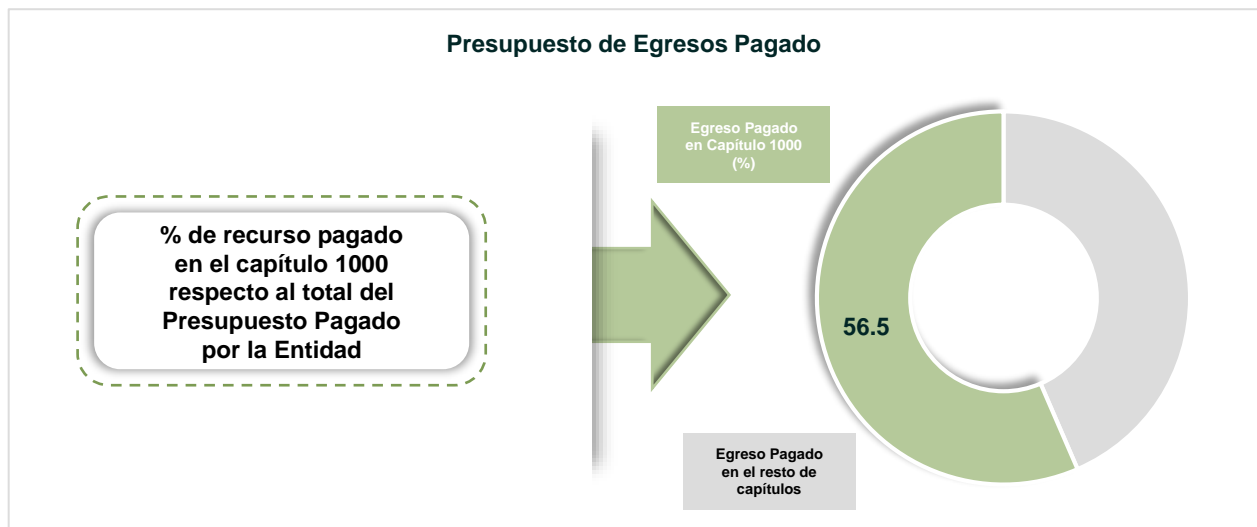 Presupuesto de Egresos Pagado
Egreso Pagado
en Capítulo 1000
(%)
% de recurso pagado
en el capítulo 1000
respecto al total del
Presupuesto Pagado
por la Entidad
56.5
Egreso Pagado
en el resto de
capítulos